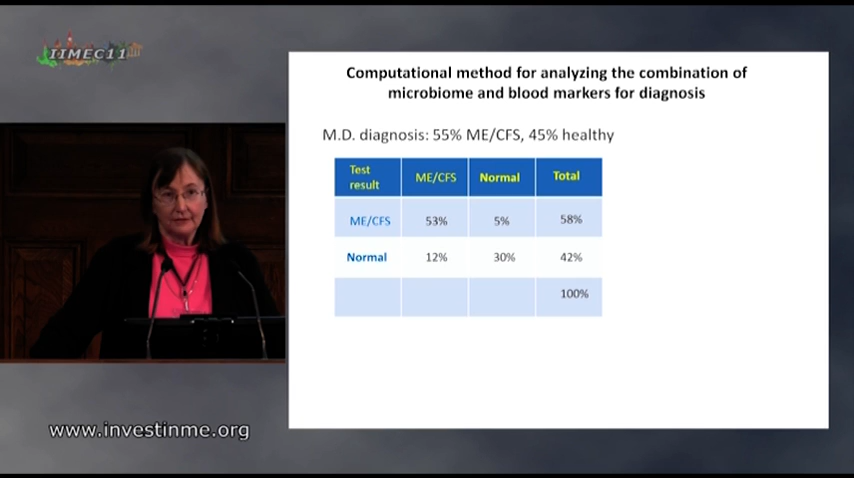 IIMEC11
Computational method for analyzing the combination of
microbiome and blood markers for diagnosis
M.D. diagnosis: 55% ME/CFS, 45% healthy
Test
result
ME/CFS
Normal
Total
ME/CFS
53%
5%
58%
Normal
12%
30%
42%
100%
www.investinme.org